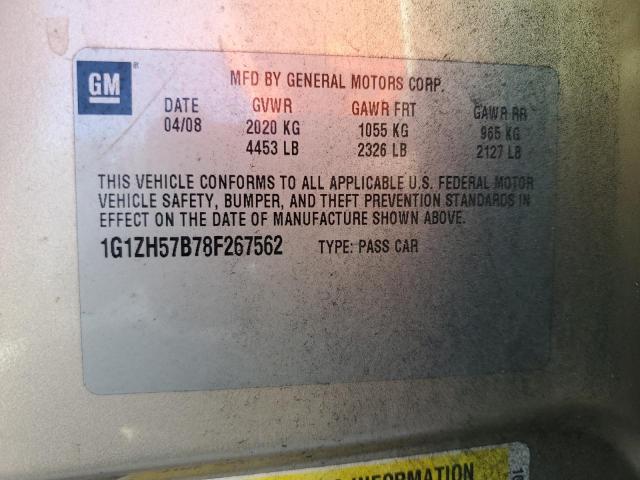 GM®
MFD BY GENERAL MOTORS CORP.
DATE GVWR GAWR FRT GAWR RR
04/08 2020 KG 1055 KG 965 KG
4453 LB 2326 LB 2127 LB
THIS VEHICLE CONFORMS TO ALL APPLICABLE U.S. FEDERAL MOTOR
VEHICLE SAFETY, BUMPER, AND THEFT PREVENTION STANDARDS IN
EFFECT ON THE DATE OF MANUFACTURE SHOWN ABOVE.
1G1ZH57B78F267562 TYPE: PASS CAR
INFORMATION